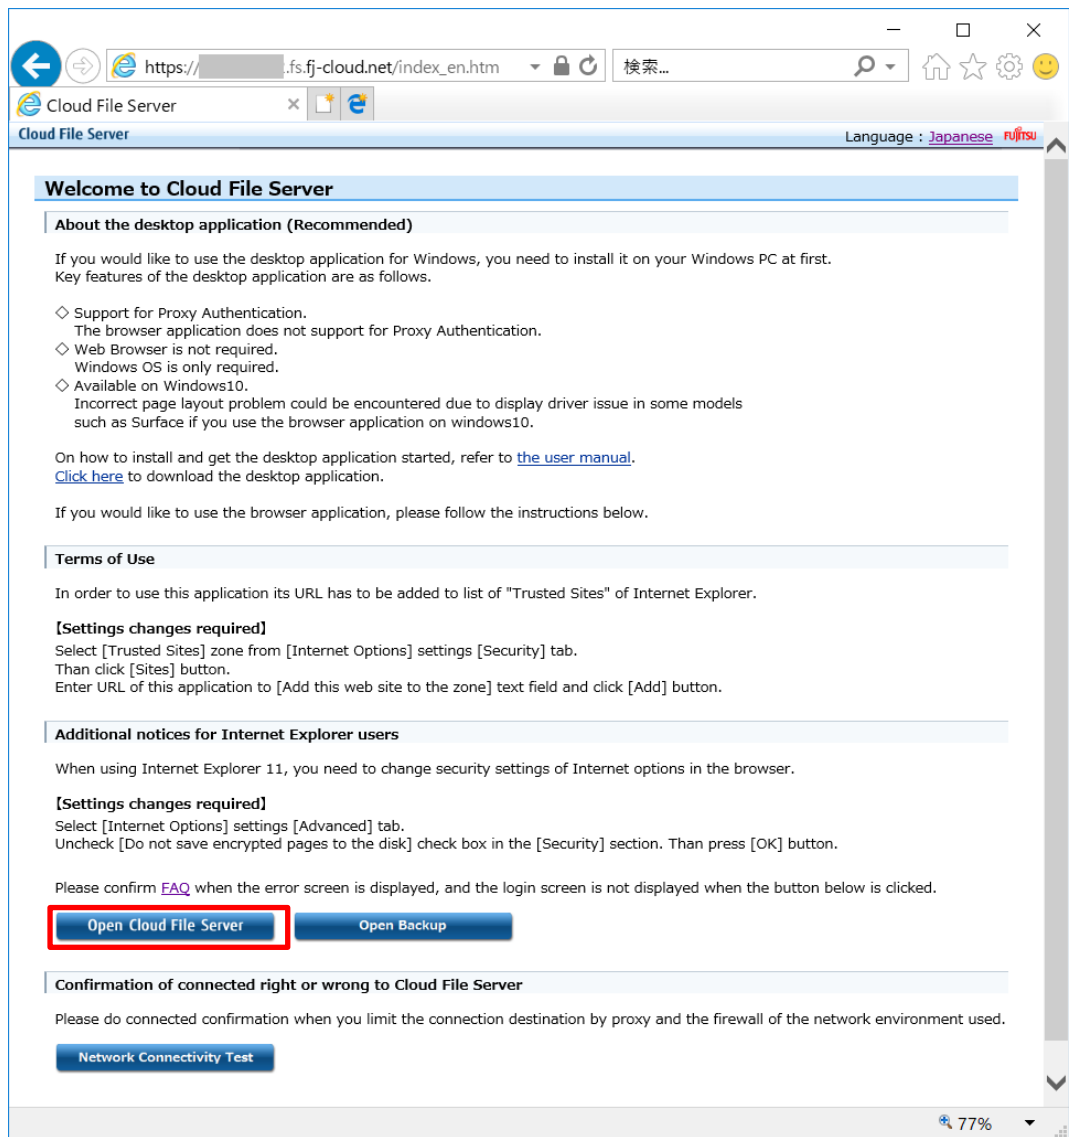 https:// .fs.fj-cloud.net/index_en.htm
検索...
Cloud File Server
Cloud File Server
Language : Japanese
FUJITSU
Welcome to Cloud File Server
About the desktop application (Recommended)
If you would like to use the desktop application for Windows, you need to install it on your Windows PC at first.
Key features of the desktop application are as follows.
◇ Support for Proxy Authentication.
The browser application does not support for Proxy Authentication.
◇ Web Browser is not required.
Windows OS is only required.
◇ Available on Windows10.
Incorrect page layout problem could be encountered due to display driver issue in some models
such as Surface if you use the browser application on windows10.
On how to install and get the desktop application started, refer to the user manual.
Click here to download the desktop application.
If you would like to use the browser application, please follow the instructions below.
Terms of Use
In order to use this application its URL has to be added to list of "Trusted Sites" of Internet Explorer.
【Settings changes required】
Select [Trusted Sites] zone from [Internet Options] settings [Security] tab.
Than click [Sites] button.
Enter URL of this application to [Add this web site to the zone] text field and click [Add] button.
Additional notices for Internet Explorer users
When using Internet Explorer 11, you need to change security settings of Internet options in the browser.
【Settings changes required】
Select [Internet Options] settings [Advanced] tab.
Uncheck [Do not save encrypted pages to the disk] check box in the [Security] section. Than press [OK] button.
Please confirm FAQ when the error screen is displayed, and the login screen is not displayed when the button below is clicked.
Open Cloud File Server
Open Backup
Confirmation of connected right or wrong to Cloud File Server
Please do connected confirmation when you limit the connection destination by proxy and the firewall of the network environment used.
Network Connectivity Test
77%